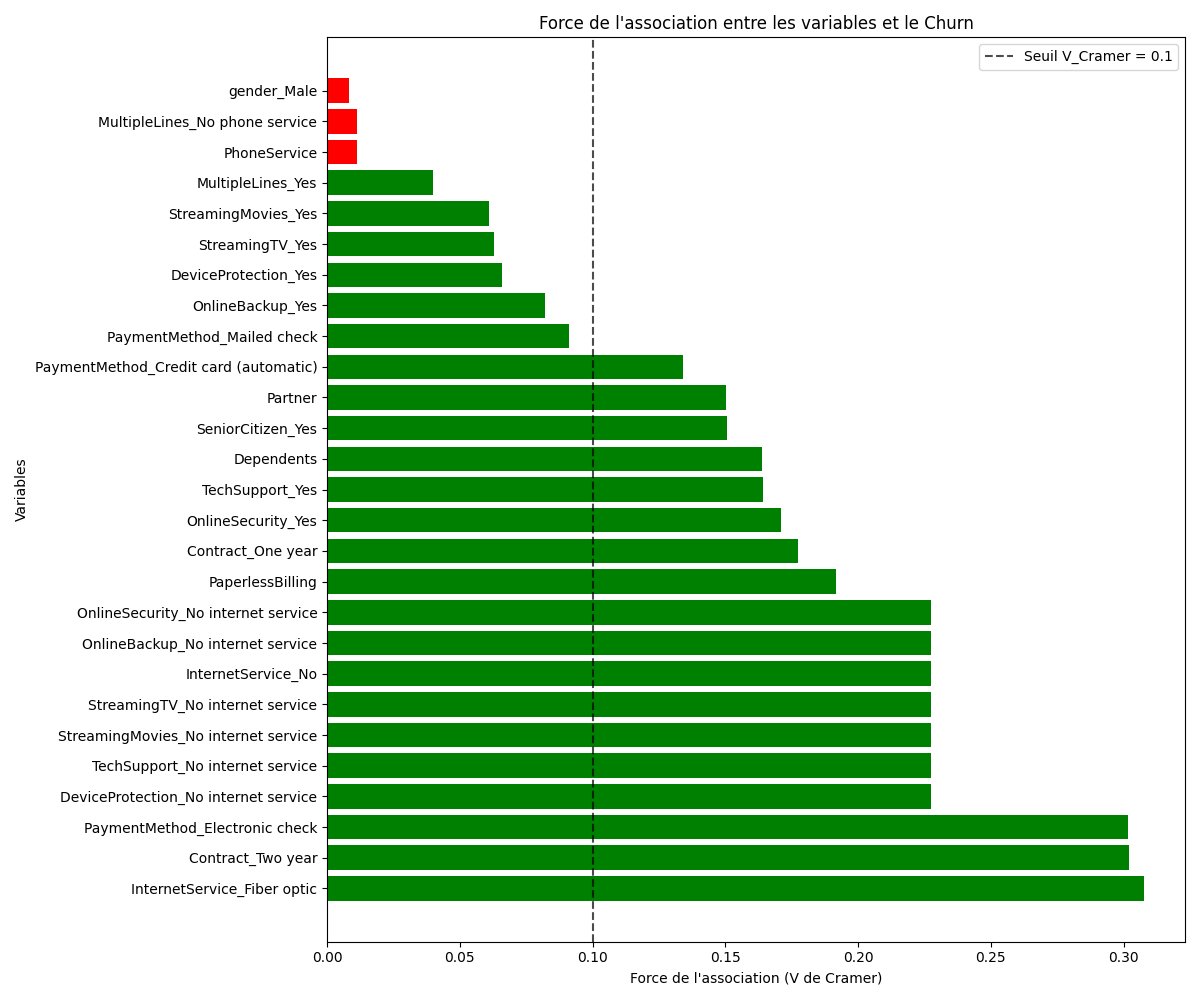 Force de l'association entre les variables et le Churn
Seuil V_Cramer = 0.1
gender_Male
MultipleLines_No phone service
PhoneService
MultipleLines_Yes
StreamingMovies_Yes
StreamingTV_Yes
DeviceProtection_Yes
OnlineBackup_Yes
PaymentMethod_Mailed check
PaymentMethod_Credit card (automatic)
Partner
SeniorCitizen_Yes
Dependents
TechSupport_Yes
OnlineSecurity_Yes
Contract_One year
PaperlessBilling
OnlineSecurity_No internet service
OnlineBackup_No internet service
InternetService_No
StreamingTV_No internet service
StreamingMovies_No internet service
TechSupport_No internet service
DeviceProtection_No internet service
PaymentMethod_Electronic check
Contract_Two year
InternetService_Fiber optic
Variables
0.00 0.05 0.10 0.15 0.20 0.25 0.30
Force de l'association (V de Cramer)